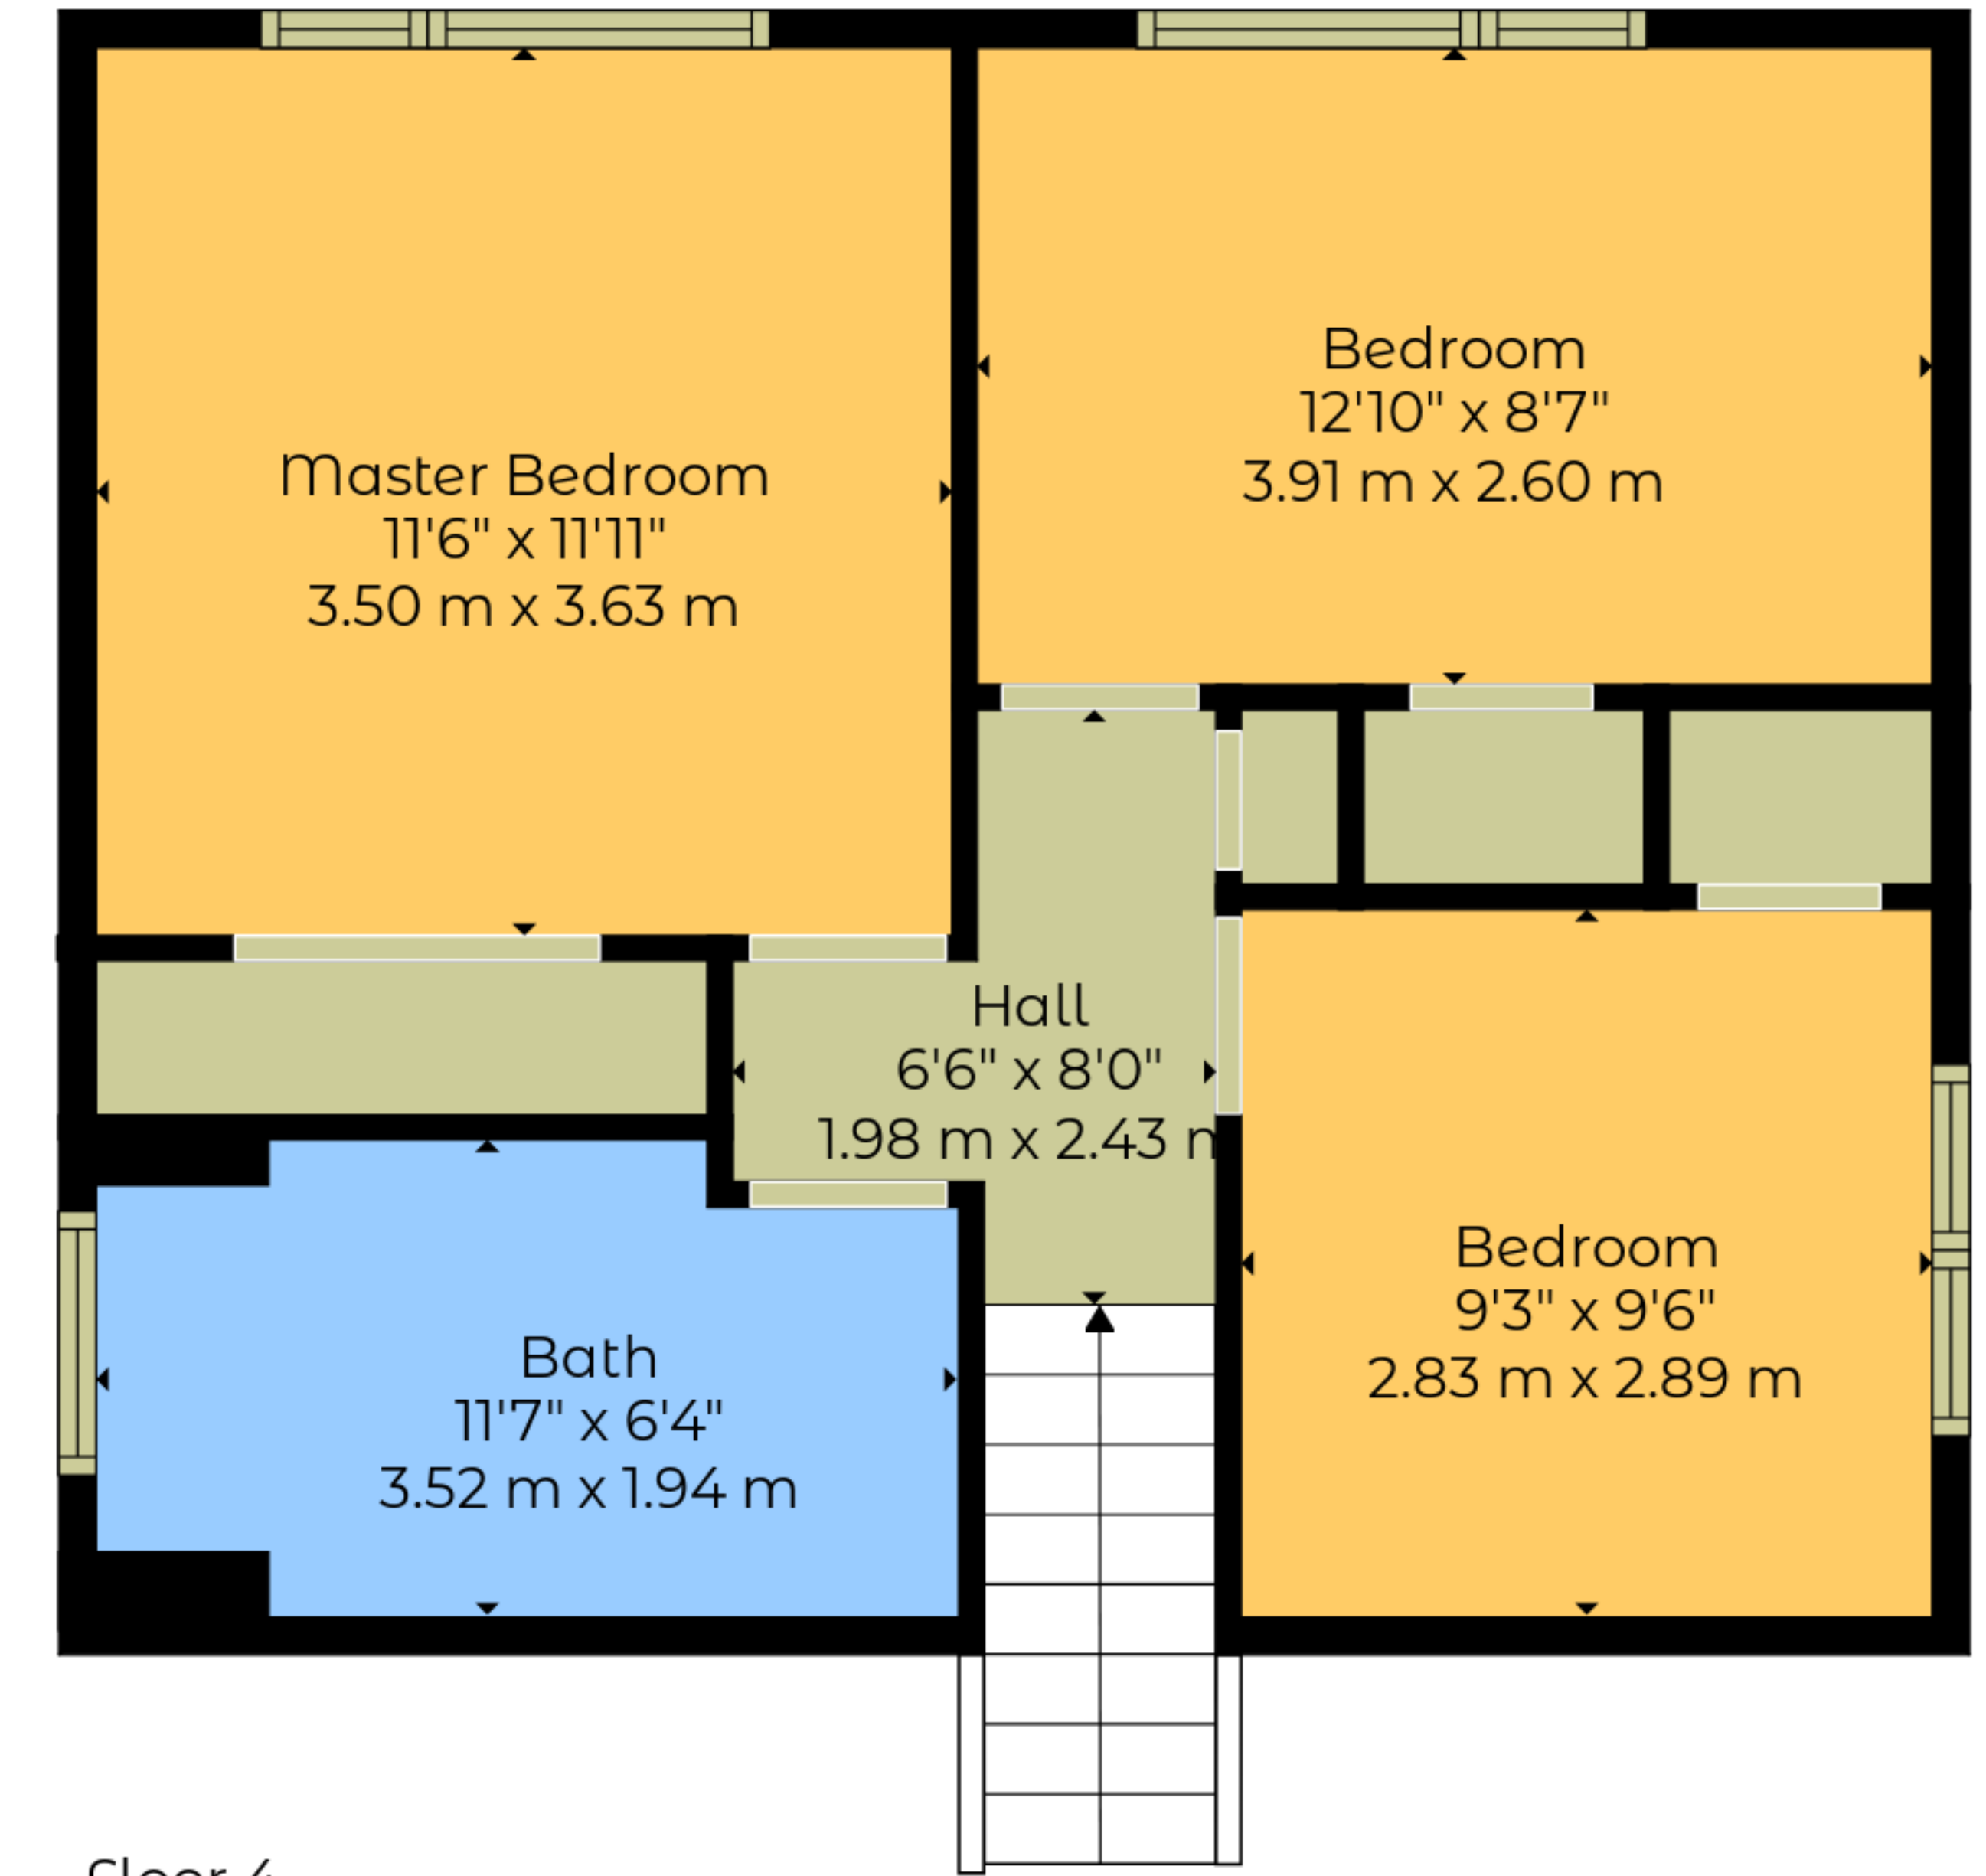 Master Bedroom
11'6" x 11'11"
3.50 m x 3.63 m
Bedroom
12'10" x 8'7"
3.91 m x 2.60 m
Hall
6'6" x 8'0"
1.98 m x 2.43 m
Bedroom
9'3" x 9'6"
2.83 m x 2.89 m
Bath
11'7" x 6'4"
3.52 m x 1.94 m